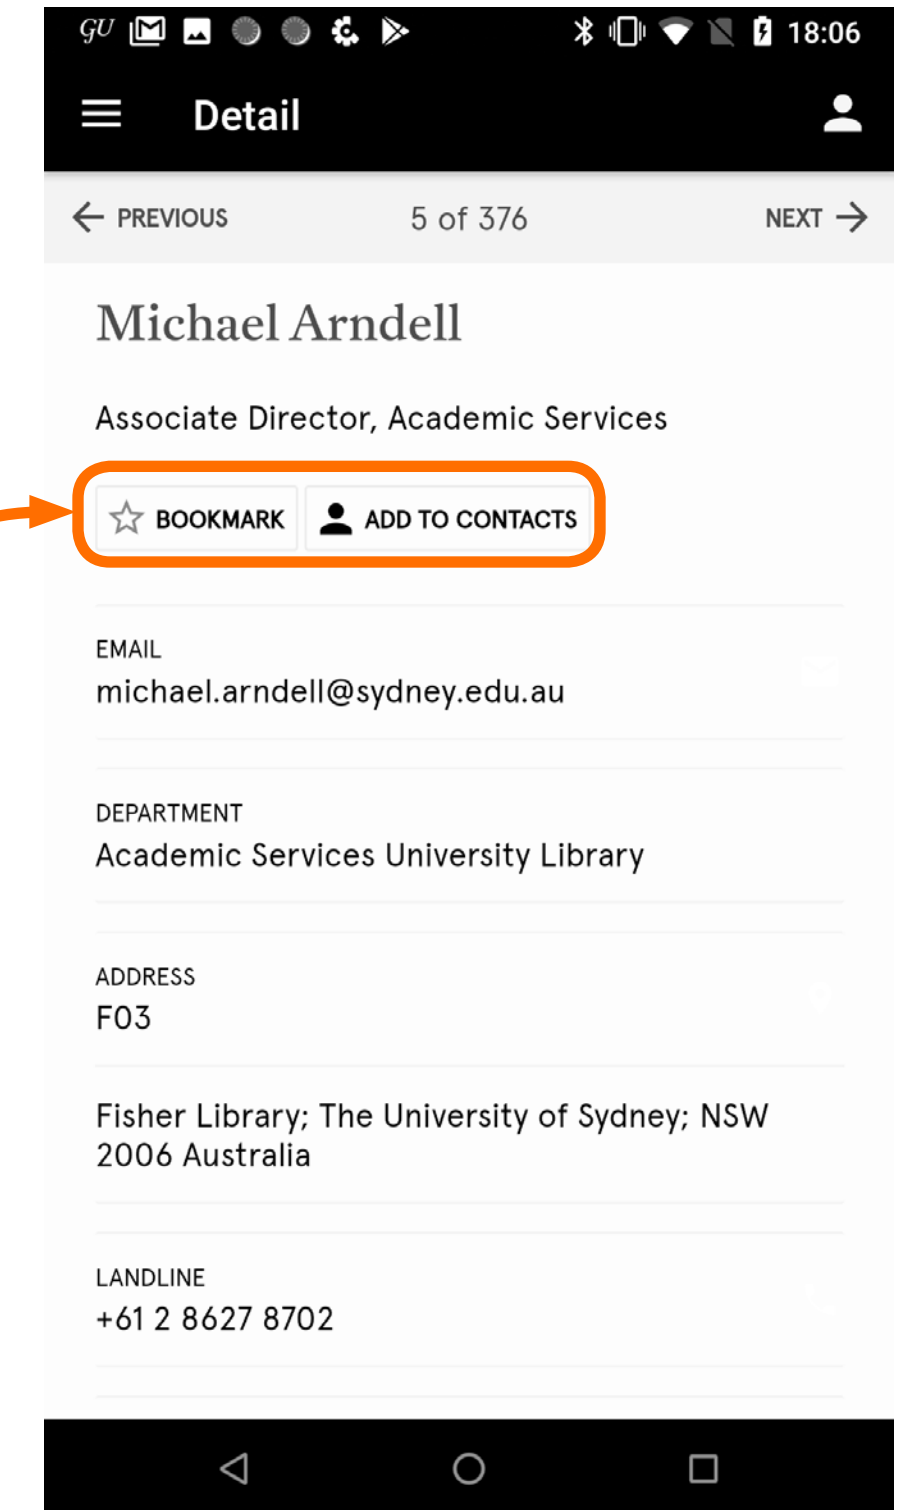 GU 18:06
Detail
PREVIOUS 5 of 376 NEXT
Michael Arndell
Associate Director, Academic Services
BOOKMARK ADD TO CONTACTS
EMAIL
michael.arndell@sydney.edu.au
DEPARTMENT
Academic Services University Library
ADDRESS
F03
Fisher Library; The University of Sydney; NSW
2006 Australia
LANDLINE
+61 2 8627 8702